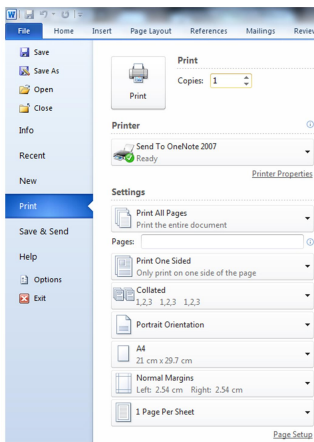 W
File Home Insert Page Layout References Mailings Review
Save
Save As
Open
Close
Info
Recent
New
Print
Save & Send
Help
Options
Exit
Print
Print
Copies: 1
Printer
Send To OneNote 2007
Ready
Printer Properties
Settings
Print All Pages
Print the entire document
Pages:
Print One Sided
Only print on one side of the page
Collated
1,2,3 1,2,3 1,2,3
Portrait Orientation
A4
21 cm x 29.7 cm
Normal Margins
Left: 2.54 cm Right: 2.54 cm
1 Page Per Sheet
Page Setup